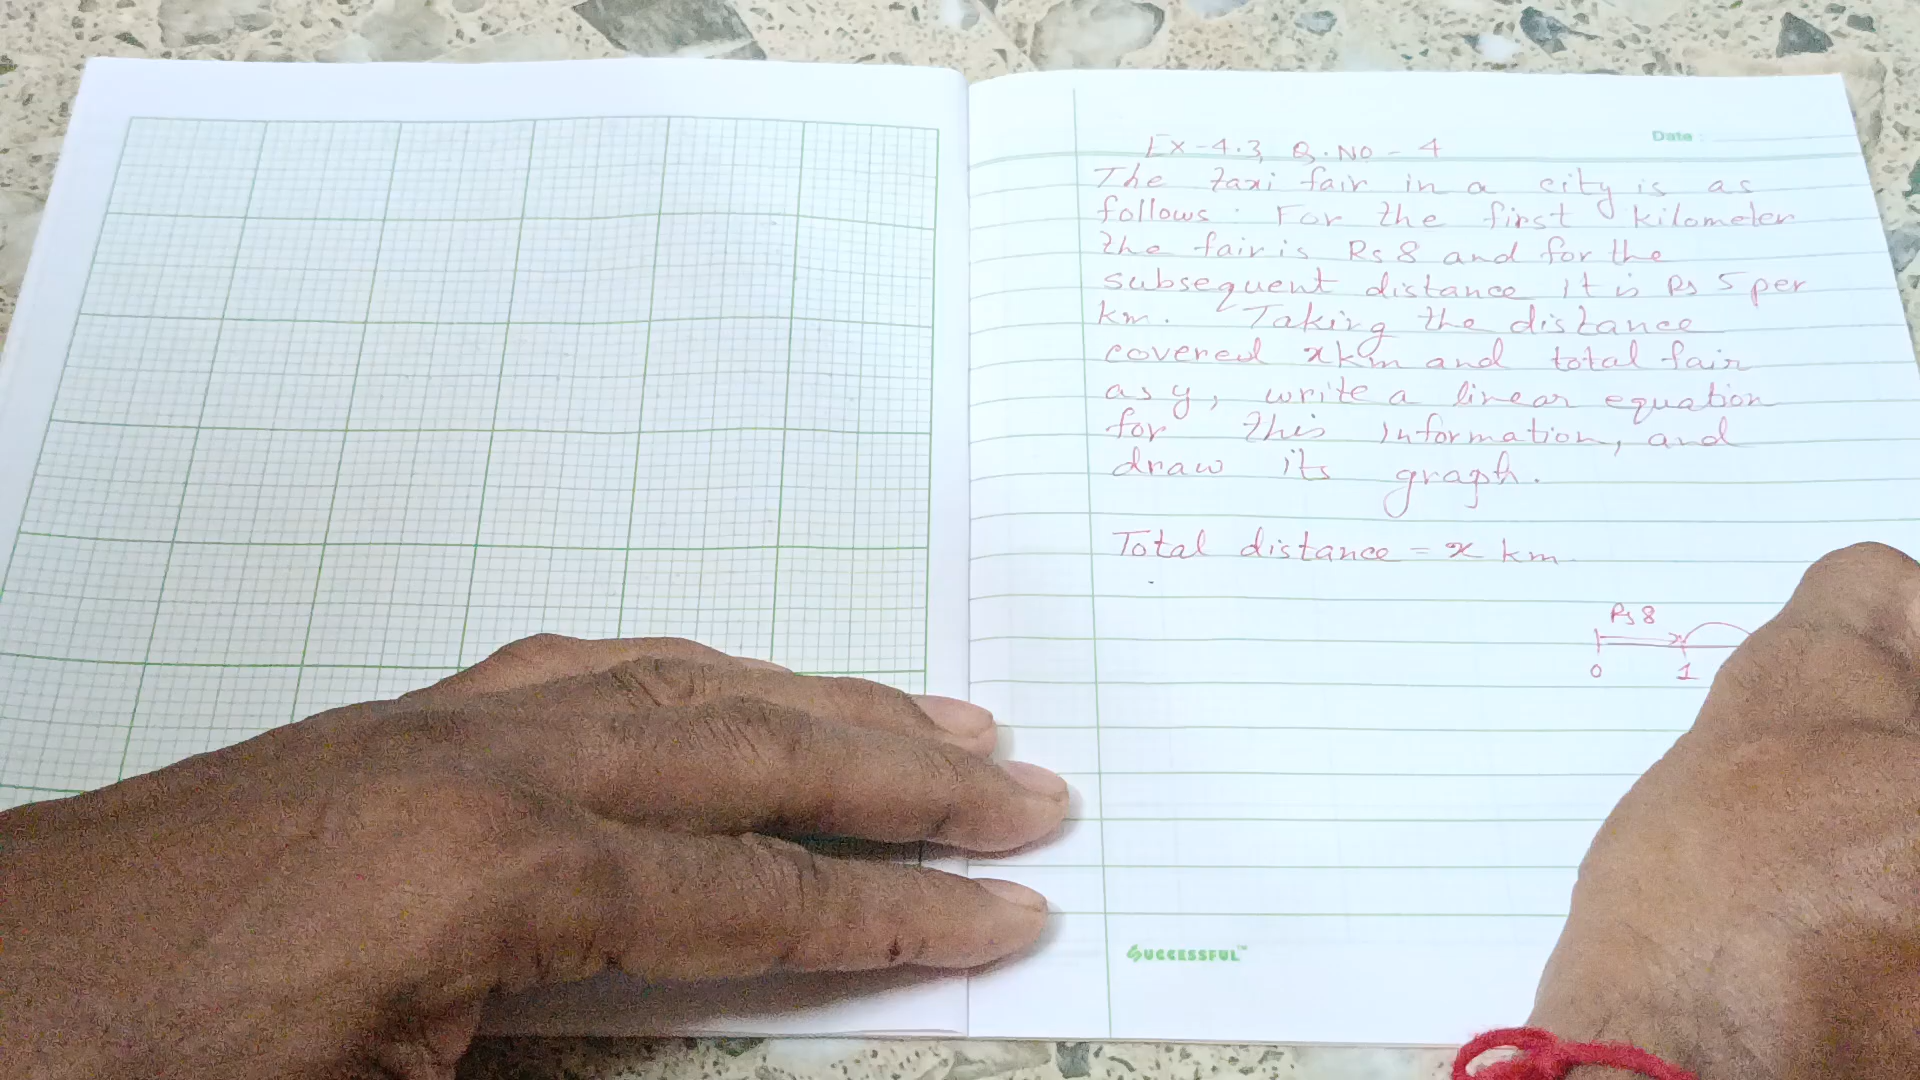 Date
Ex-4.3, Q.NO - 4
The taxi fair in a city is as
follows: For the first kilometer
the fair is Rs 8 and for the
subsequent distance it is Rs 5 per
km. Taking the distance
covered x km and total fair
as y, write a linear equation
for this information, and
draw its graph.
Total distance = x km
Rs 8
0 1
SUCCESSFUL™